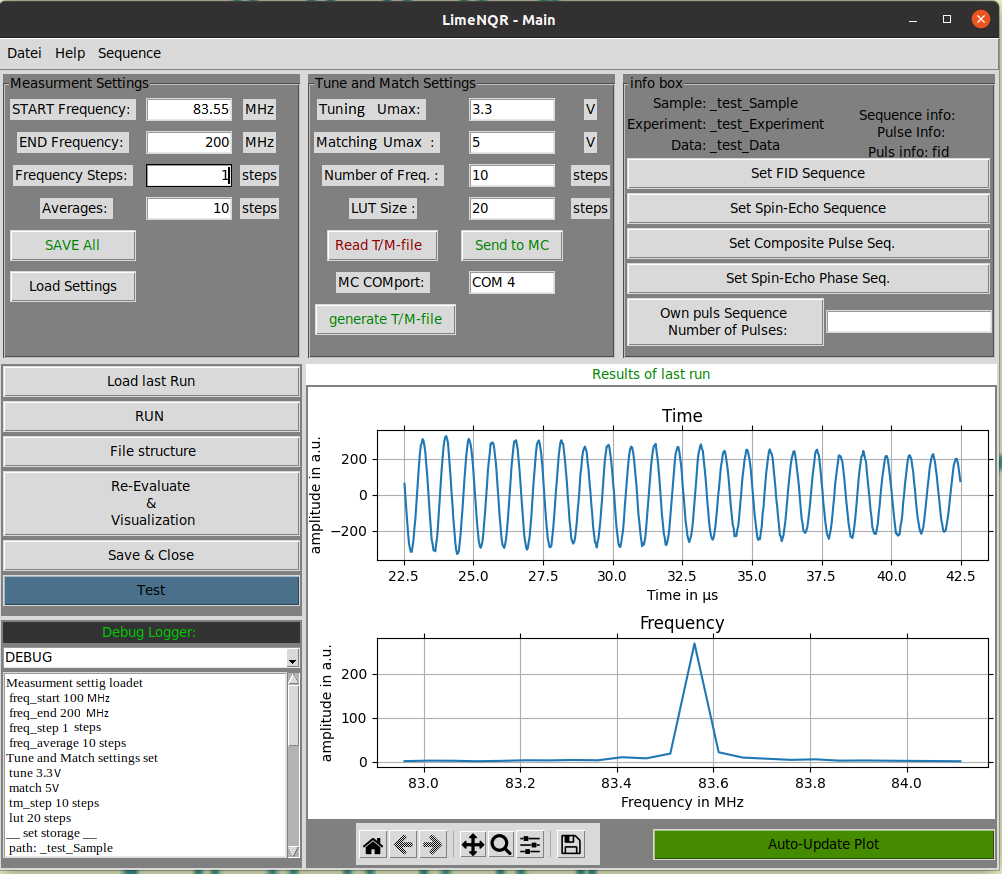 LimeNQR - Main
Datei Help Sequence
Measurment Settings
START Frequency: 83.55 MHz
END Frequency: 200 MHz
Frequency Steps: 1 steps
Averages: 10 steps
SAVE All
Load Settings
Tune and Match Settings
Tuning Umax: 3.3 V
Matching Umax : 5 V
Number of Freq. : 10 steps
LUT Size : 20 steps
Read T/M-file Send to MC
MC COMport: COM 4
generate T/M-file
info box
Sample: _test_Sample
Experiment: _test_Experiment
Data: _test_Data
Sequence info:
Pulse Info:
Puls info: fid
Set FID Sequence
Set Spin-Echo Sequence
Set Composite Pulse Seq.
Set Spin-Echo Phase Seq.
Own puls Sequence
Number of Pulses:
Load last Run
RUN
File structure
Re-Evaluate
&
Visualization
Save & Close
Test
Debug Logger:
DEBUG
Measurment settig loadet
freq_start 100 MHz
freq_end 200 MHz
freq_step 1 steps
freq_average 10 steps
Tune and Match settings set
tune 3.3V
match 5V
tm_step 10 steps
lut 20 steps
__ set storage __
path: _test_Sample
Results of last run
Time
amplitude in a.u.
200
0
−200
22.5 25.0 27.5 30.0 32.5 35.0 37.5 40.0 42.5
Time in µs
Frequency
amplitude in a.u.
200
100
0
83.0 83.2 83.4 83.6 83.8 84.0
Frequency in MHz
Auto-Update Plot